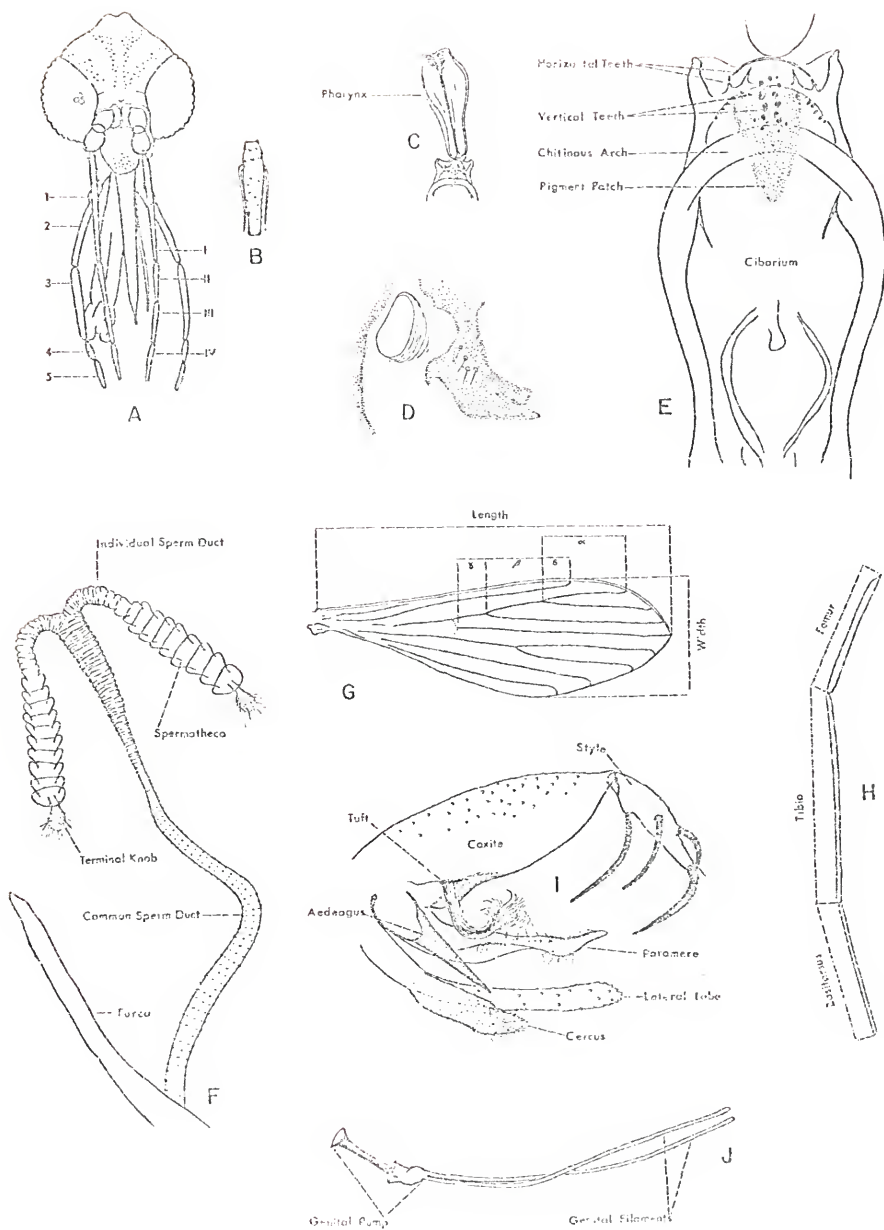 Horizontal Teeth
Pharynx
Vertical Teeth
C
Chitinous Arch
Pigment Patch
1
B
2
I
II
Cibarium
3
III
4
IV
5
A
D
E
Length
Individual Sperm Duct
α
γ
β
δ
Width
Femur
G
Spermatheca
Style
H
Tibia
Tuft
Coxite
I
Terminal Knob
Aedeagus
Common Sperm Duct
Paramere
Basitarsus
Lateral Lobe
Furca
Cercus
F
J
Genital Pump
Genital Filaments